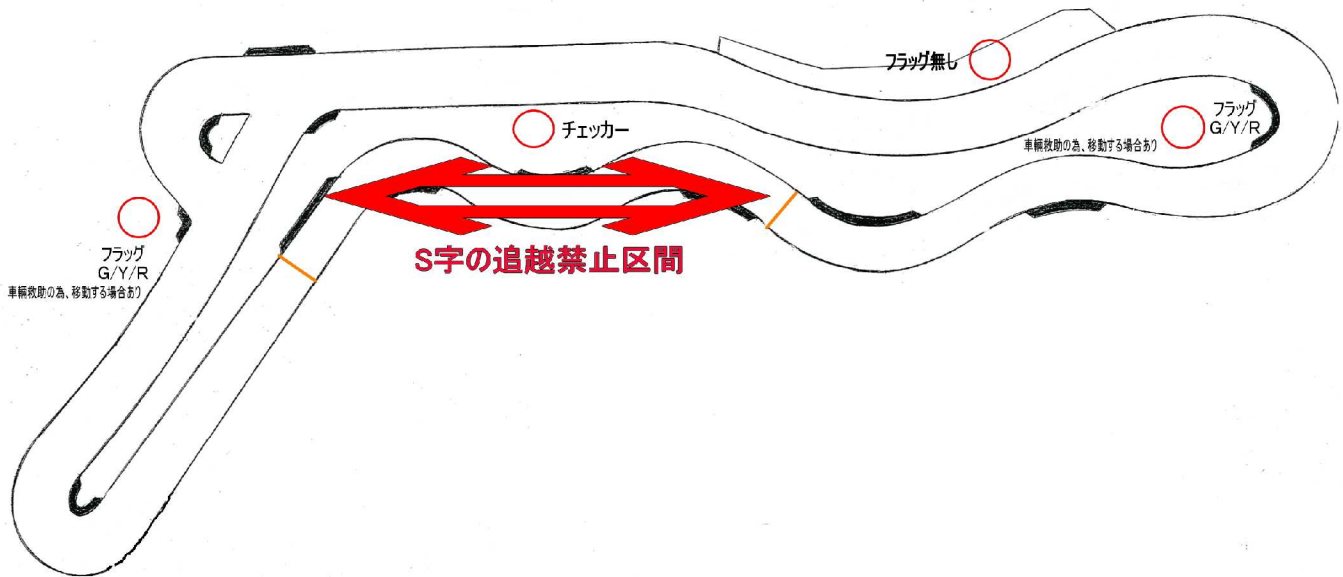 フラッグ無し
チェッカー
フラッグ
G/Y/R
車輌救助の為、移動する場合あり
フラッグ
G/Y/R
車輌救助の為、移動する場合あり
S字の追越禁止区間